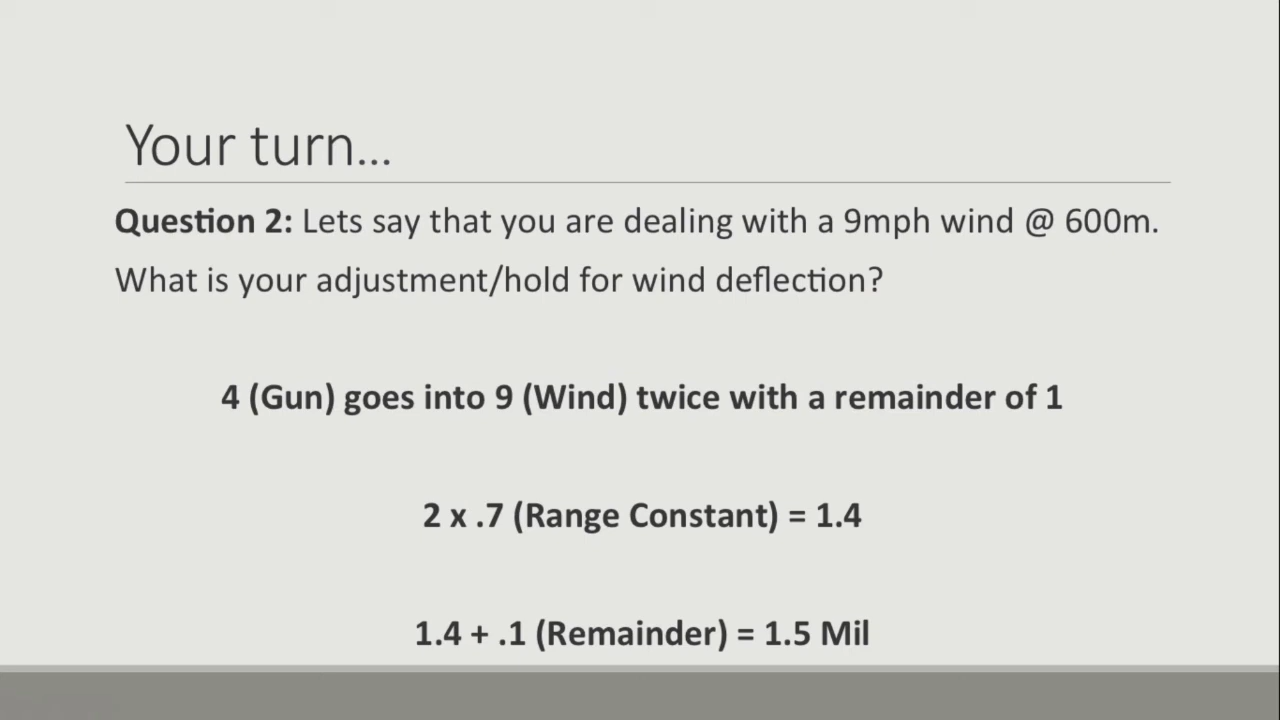 Your turn...
Question 2: Lets say that you are dealing with a 9mph wind @ 600m.
What is your adjustment/hold for wind deflection?
4 (Gun) goes into 9 (Wind) twice with a remainder of 1
2 x .7 (Range Constant) = 1.4
1.4 + .1 (Remainder) = 1.5 Mil